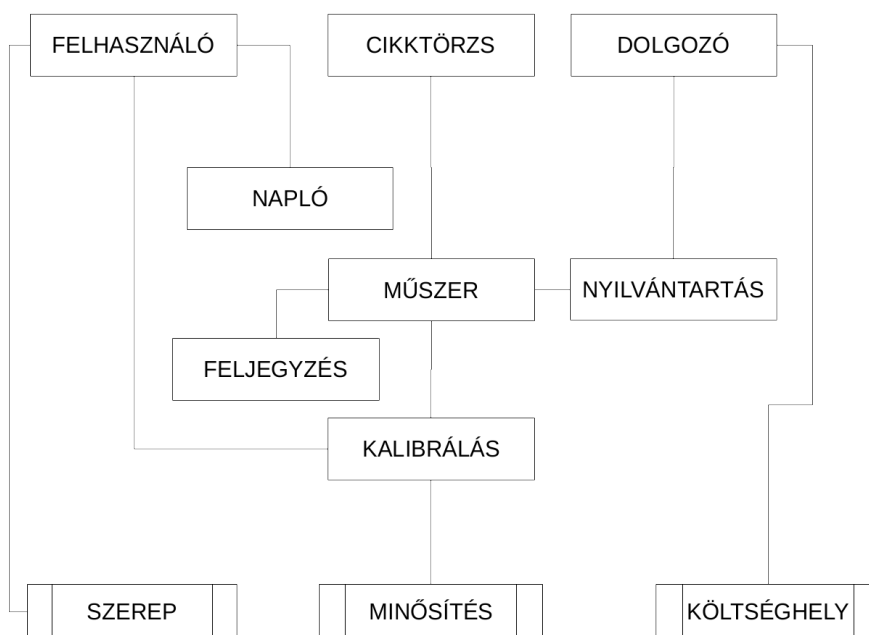 FELHASZNÁLÓ
CIKKTÖRZS
DOLGOZÓ
NAPLÓ
MŰSZER
NYILVÁNTARTÁS
FELJEGYZÉS
KALIBRÁLÁS
SZEREP
MINŐSÍTÉS
KÖLTSÉGHELY